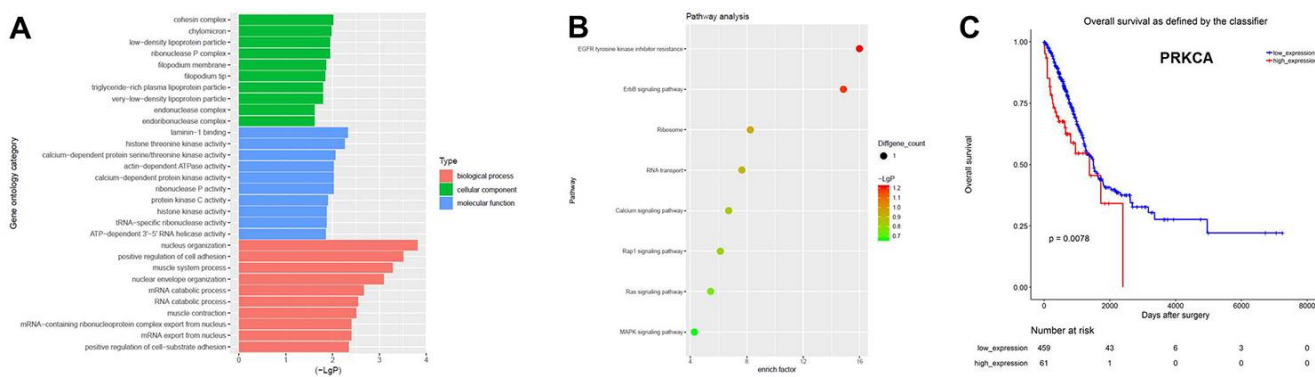 A
Gene ontology category
cohesin complex
chylomicron
low-density lipoprotein particle
ribonuclease P complex
filopodium membrane
filopodium tip
triglyceride-rich plasma lipoprotein particle
very-low-density lipoprotein particle
endonuclease complex
endoribonuclease complex
laminin-1 binding
histone threonine kinase activity
calcium-dependent protein serine/threonine kinase activity
actin-dependent ATPase activity
calcium-dependent protein kinase activity
ribonuclease P activity
protein kinase C activity
histone kinase activity
tRNA-specific ribonuclease activity
ATP-dependent 3'-5' RNA helicase activity
nucleus organization
positive regulation of cell adhesion
muscle system process
nuclear envelope organization
mRNA catabolic process
RNA catabolic process
muscle contraction
mRNA-containing ribonucleoprotein complex export from nucleus
mRNA export from nucleus
positive regulation of cell-substrate adhesion
0 1 2 3 4
(-LgP)
Type
biological process
cellular component
molecular function
B
Pathway analysis
Pathway
EGFR tyrosine kinase inhibitor resistance
ErbB signaling pathway
Ribosome
RNA transport
Calcium signaling pathway
Rap1 signaling pathway
Ras signaling pathway
MAPK signaling pathway
4 8 12 16
enrich factor
Diffgene_count
1
-LgP
1.2
1.1
1.0
0.9
0.8
0.7
C
Overall survival as defined by the classifier
PRKCA
low_expression
high_expression
Overall survival
1.00
0.75
0.50
0.25
0.00
p = 0.0078
0 2000 4000 6000 8000
Days after surgery
Number at risk
low_expression 459 43 6 3 0
high_expression 61 1 0 0 0